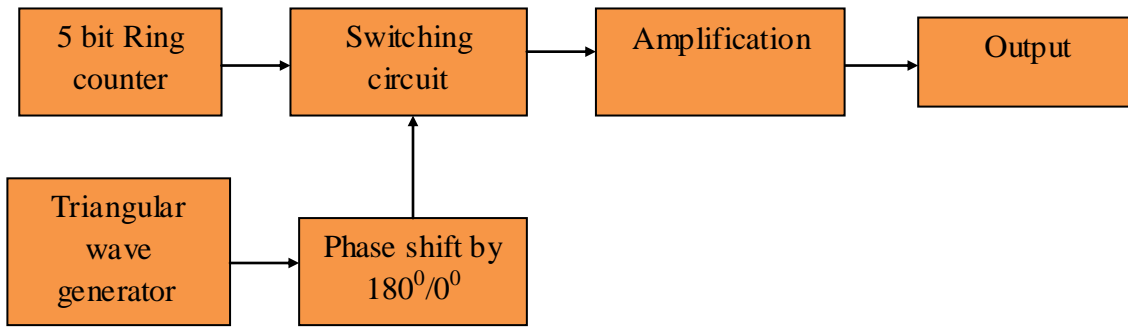 5 bit Ring
counter
Switching
circuit
Amplification
Output
Triangular
wave
generator
Phase shift by
180⁰/0⁰